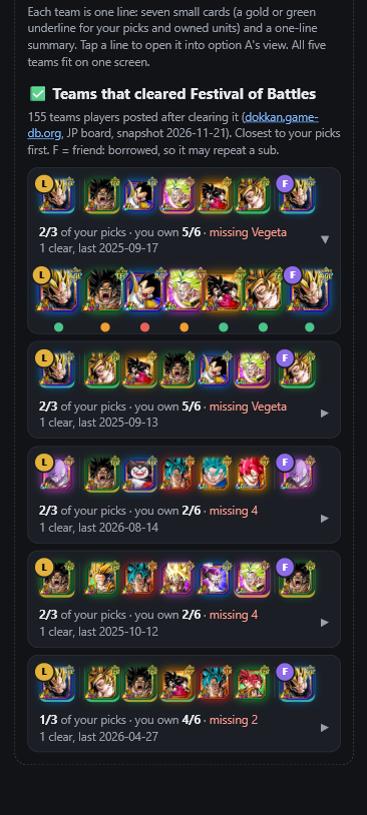 Each team is one line: seven small cards (a gold or green
underline for your picks and owned units) and a one-line
summary. Tap a line to open it into option A's view. All five
teams fit on one screen.
✅ Teams that cleared Festival of Battles
155 teams players posted after clearing it (dokkan.game-
db.org, JP board, snapshot 2026-11-21). Closest to your picks
first. F = friend: borrowed, so it may repeat a sub.
L F
2/3 of your picks · you own 5/6 · missing Vegeta
1 clear, last 2025-09-17 ▼
L F
L F
2/3 of your picks · you own 5/6 · missing Vegeta
1 clear, last 2025-09-13 ▶
L F
2/3 of your picks · you own 2/6 · missing 4
1 clear, last 2026-08-14 ▶
L F
2/3 of your picks · you own 2/6 · missing 4
1 clear, last 2025-10-12 ▶
L F
1/3 of your picks · you own 4/6 · missing 2
1 clear, last 2026-04-27 ▶